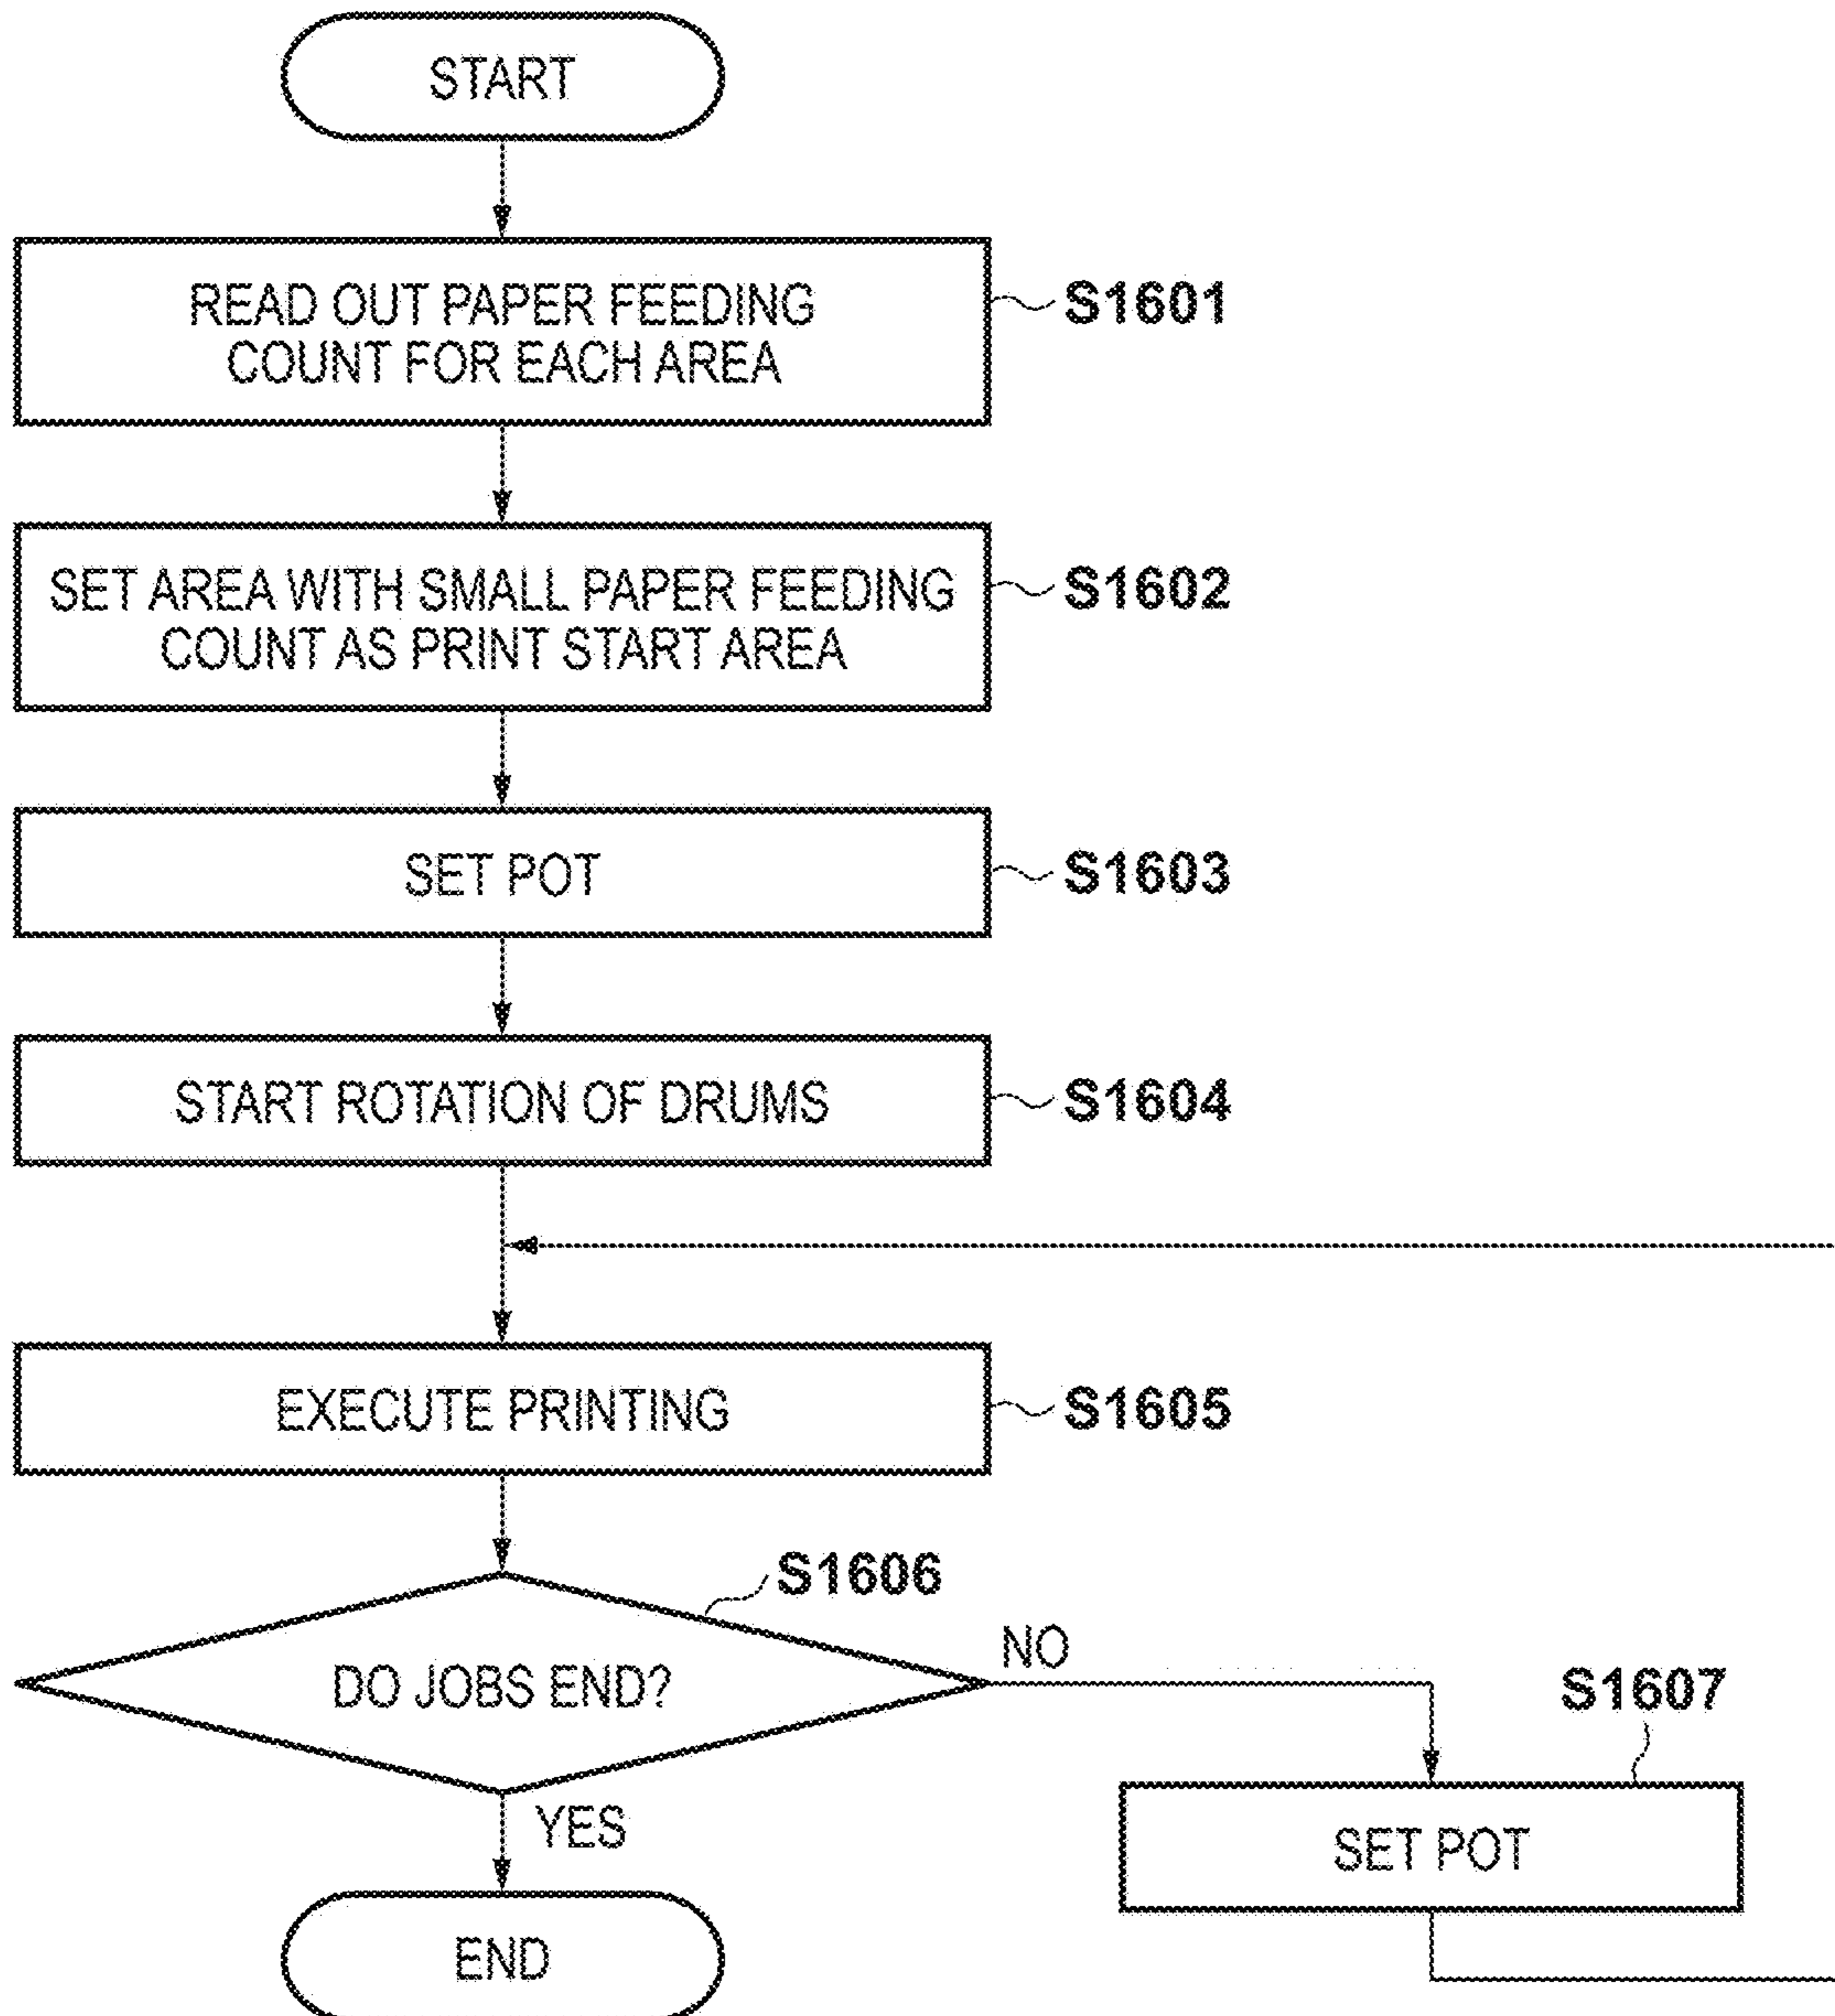 START
READ OUT PAPER FEEDING
COUNT FOR EACH AREA
S1601
SET AREA WITH SMALL PAPER FEEDING
COUNT AS PRINT START AREA
S1602
SET POT
S1603
START ROTATION OF DRUMS
S1604
EXECUTE PRINTING
S1605
S1606
DO JOBS END?
NO
S1607
YES
SET POT
END